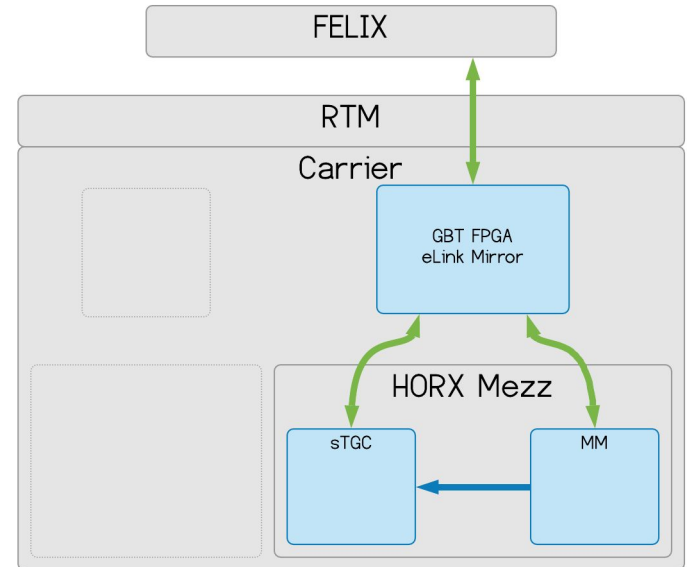 FELIX
RTM
Carrier
GBT FPGA
eLink Mirror
HORX Mezz
sTGC
MM